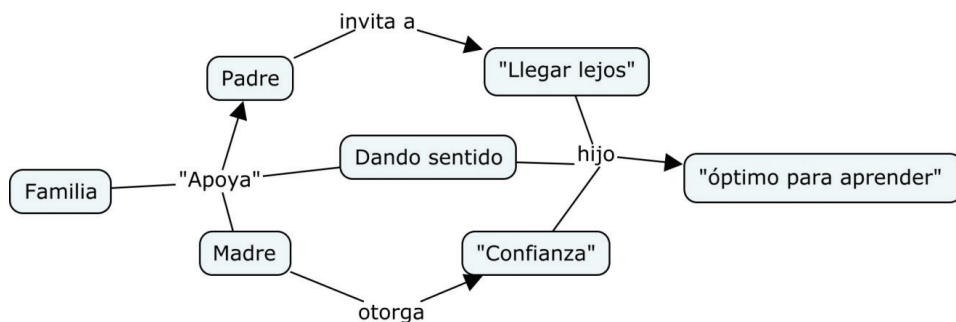 invita a
Padre
"Llegar lejos"
Familia
"Apoya"
Dando sentido
hijo
"óptimo para aprender"
Madre
"Confianza"
otorga